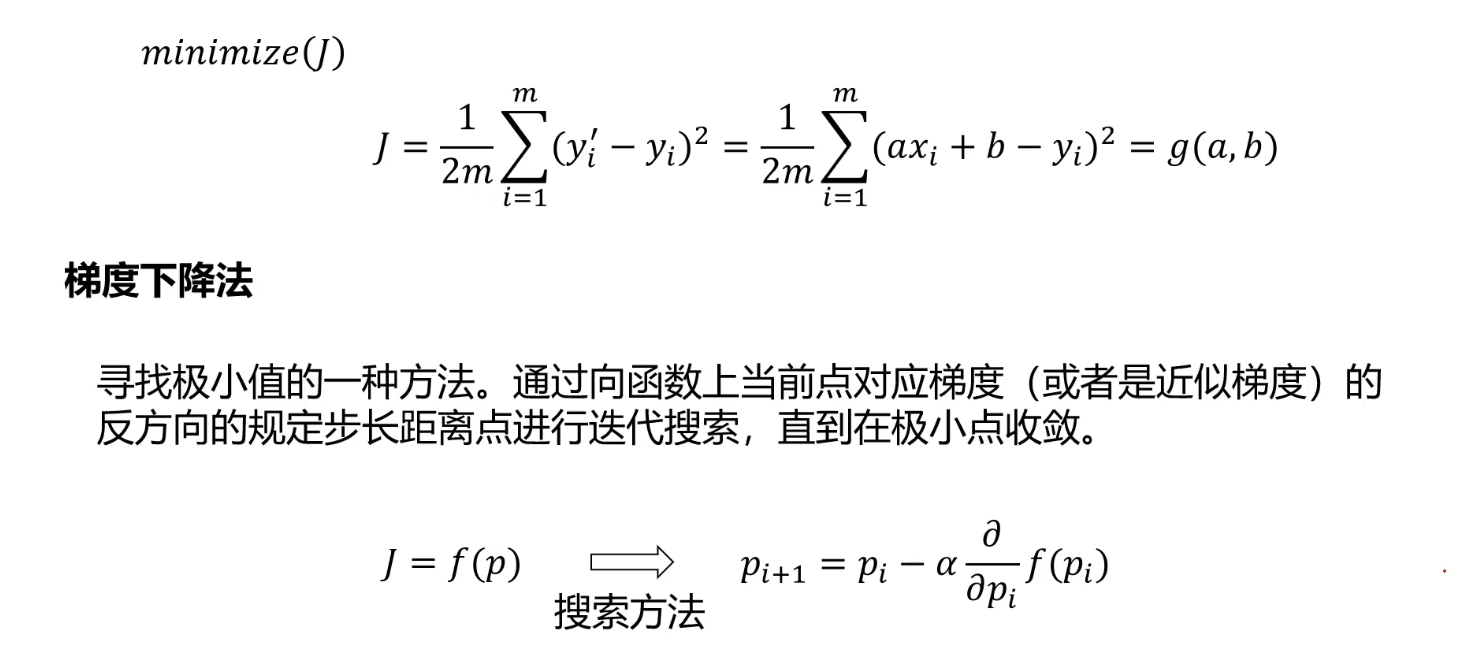 minimize(J)
J = \frac{1}{2m} \sum_{i=1}^{m} (y_i' - y_i)^2 = \frac{1}{2m} \sum_{i=1}^{m} (ax_i + b - y_i)^2 = g(a, b)
梯度下降法
寻找极小值的一种方法。通过向函数上当前点对应梯度（或者是近似梯度）的
反方向的规定步长距离点进行迭代搜索，直到在极小点收敛。
J = f(p) ⇨ p_{i+1} = p_i - α \frac{∂}{∂p_i} f(p_i)
搜索方法